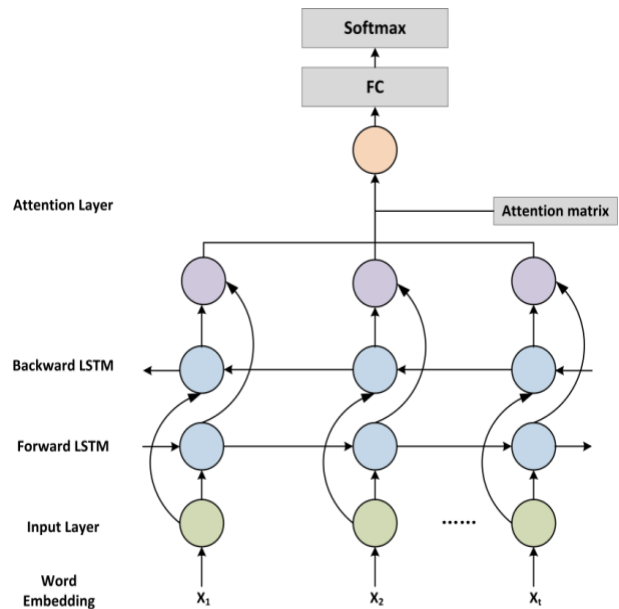 Softmax
FC
Attention Layer
Attention matrix
Backward LSTM
Forward LSTM
Input Layer
......
Word
Embedding
X₁
X₂
Xₜ